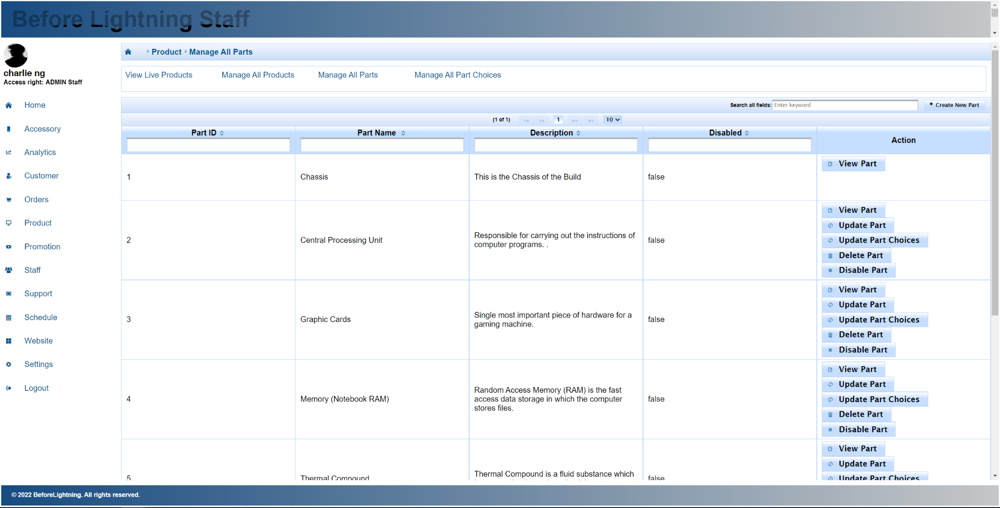 Before Lightning Staff
charlie ng
Access right: ADMIN Staff
Home
Accessory
Analytics
Customer
Orders
Product
Promotion
Staff
Support
Schedule
Website
Settings
Logout
Product Manage All Parts
View Live Products Manage All Products Manage All Parts Manage All Part Choices
Search all fields: Enter keyword + Create New Part
(1 of 1) 1 10
Part ID Part Name Description Disabled Action
1 Chassis This is the Chassis of the Build false
View Part
2 Central Processing Unit Responsible for carrying out the instructions of
computer programs. . false
View Part
Update Part
Update Part Choices
Delete Part
Disable Part
3 Graphic Cards Single most important piece of hardware for a
gaming machine. false
View Part
Update Part
Update Part Choices
Delete Part
Disable Part
4 Memory (Notebook RAM) Random Access Memory (RAM) is the fast
access data storage in which the computer
stores files. false
View Part
Update Part
Update Part Choices
Delete Part
Disable Part
5 Thermal Compound Thermal Compound is a fluid substance which
false
View Part
Update Part
Update Part Choices
© 2022 BeforeLightning. All rights reserved.